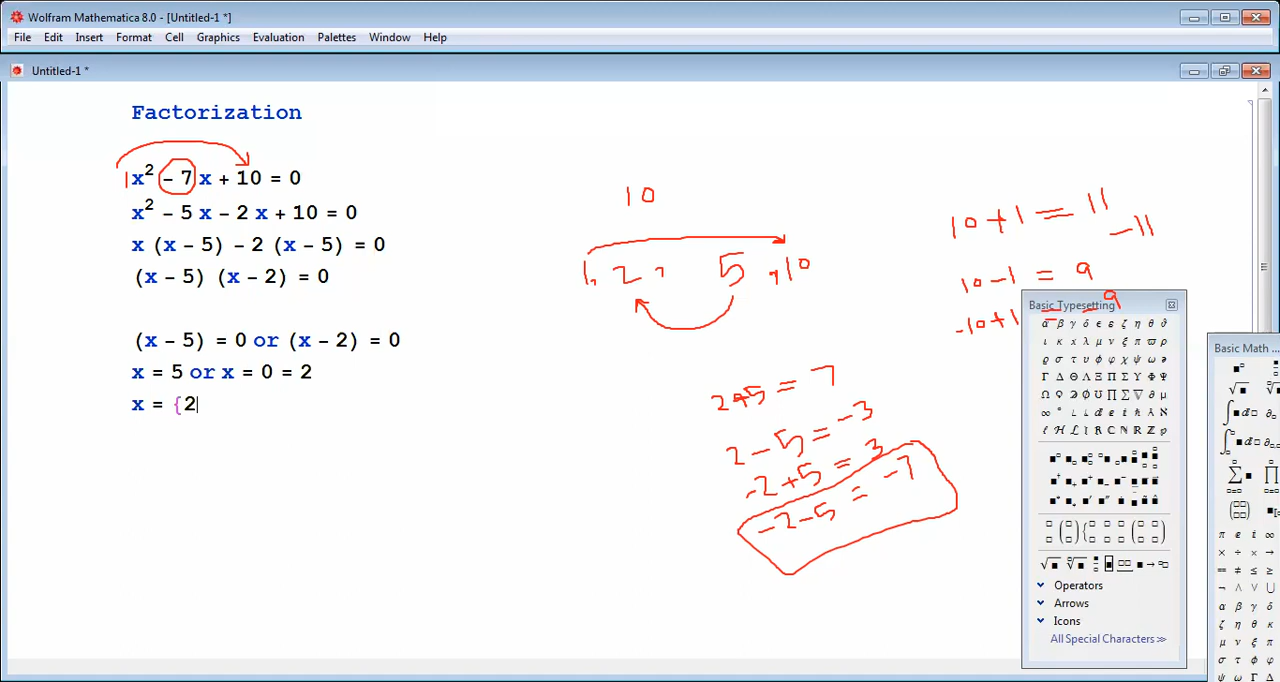 Wolfram Mathematica 8.0 - [Untitled-1 *]
File Edit Insert Format Cell Graphics Evaluation Palettes Window Help
Untitled-1 *
Factorization
1x² - 7x + 10 = 0
x² - 5x - 2x + 10 = 0
x (x - 5) - 2 (x - 5) = 0
(x - 5) (x - 2) = 0
(x - 5) = 0 or (x - 2) = 0
x = 5 or x = 0 = 2
x = {2
10
1, 2, 5, 10
2+5 = 7
2-5 = -3
-2+5 = 3
-2-5 = -7
10+1 = 11
-11
10-1 = 9
-10+1 = -9
Basic Typesetting
α β γ δ ϵ ε ζ η θ ϑ
Operators
Arrows
Icons
All Special Characters >>
Basic Math ...